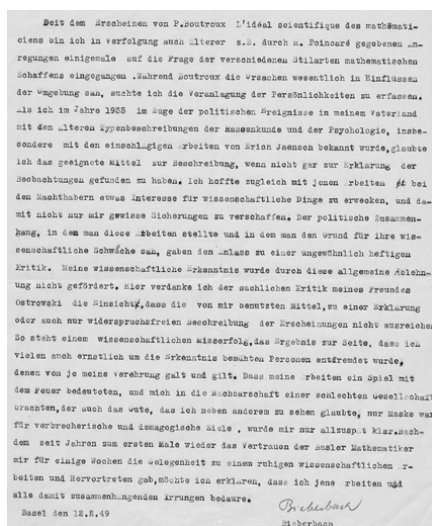 Seit dem Erscheinen von P.Boutroux L'idéal scientifique des mathémati-
ciens bin ich in Verfolgung auch älterer z.B. durch H. Poincaré gegebenen An-
regungen einigemale auf die Frage der verschiedenen Stilarten mathematischen
Schaffens eingegangen .Während Boutroux die Ursachen wesentlich in Einflüssen
der Umgebung sah, suchte ich die Veranlagung der Persönlichkeiten zu erfassen.
Als ich im Jahre 1933 im Zuge der politischen Ereignisse in meinem Vaterland
mit den älteren Typenbeschreibungen der Rassenkunde und der Psychologie, insbe-
sondere mit den einschlägigen Arbeiten von Erich Jaensch bekannt wurde, glaubte
ich das geeignete Mittel zur Beschreibung, wenn nicht gar zur Erklärung der
Beobachtungen gefunden zu haben. Ich hoffte zugleich mit jenen Arbeiten bei
den Machthabern etwas Interesse für wissenschaftliche Dinge zu erwecken, und da-
mit nicht nur mir gewisse Sicherungen zu verschaffen. Der politische Zusammen-
hang, in dem man diese Arbeiten stellte und in dem man den Grund für ihre wis-
senschaftliche Schwäche sah, gaben den Anlass zu einer ungewöhnlich heftigen
Kritik. Meine wissenschaftliche Erkenntnis wurde durch diese allgemeine Ablehn-
ung nicht gefördert. Hier verdanke ich der sachlichen Kritik meines Freundes
Ostrowski die Einsicht, dass die von mir benutzten Mittel, zu einer Erklärung
oder auch nur widerspruchsfreien Beschreibung der Erscheinungen nicht ausreichen.
So steht einem wissenschaftlichen Misserfolg, das Ergebnis zur Seite, dass ich
vielen auch ernstlich um die Erkenntnis bemühten Personen entfremdet wurde,
denen von je meine Verehrung galt und gilt. Dass meine Arbeiten ein Spiel mit
dem Feuer bedeuteten, und mich in die Nachbarschaft einer schlechten Gesellschaft
brachten, der auch das Gute, das ich neben anderem zu sehen glaubte, nur Maske war
für verbrecherische und demagogische Ziele , wurde mir nur allzuspät klar. Nach-
dem seit Jahren zum ersten Male wieder das Vertrauen der Basler Mathematiker
mir für einige Wochen die Gelegenheit zu einem ruhigen wissenschaftlichen Ar-
beiten und Hervortreten gab, möchte ich erklären, dass ich jene Arbeiten und
alle damit zusammenhangenden Irrungen bedaure.
Basel den 12.2.49
Bieberbach
Bieberbach